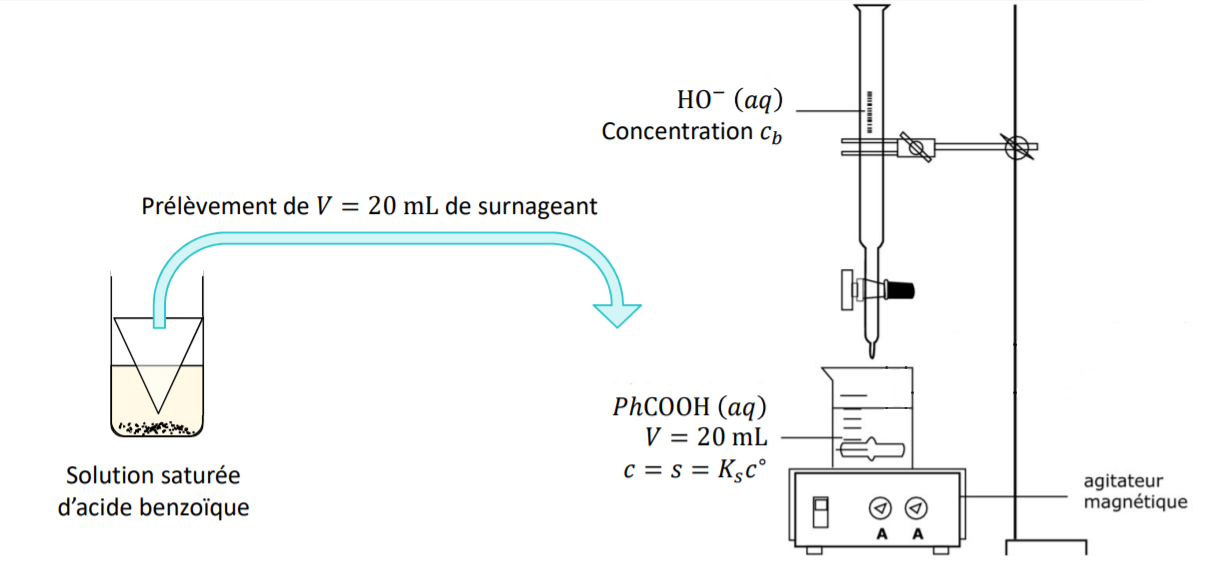 HO⁻ (aq)
Concentration c_b
Prélèvement de V = 20 mL de surnageant
PhCOOH (aq)
V = 20 mL
c = s = K_s c°
Solution saturée
d’acide benzoïque
agitateur
magnétique
A A